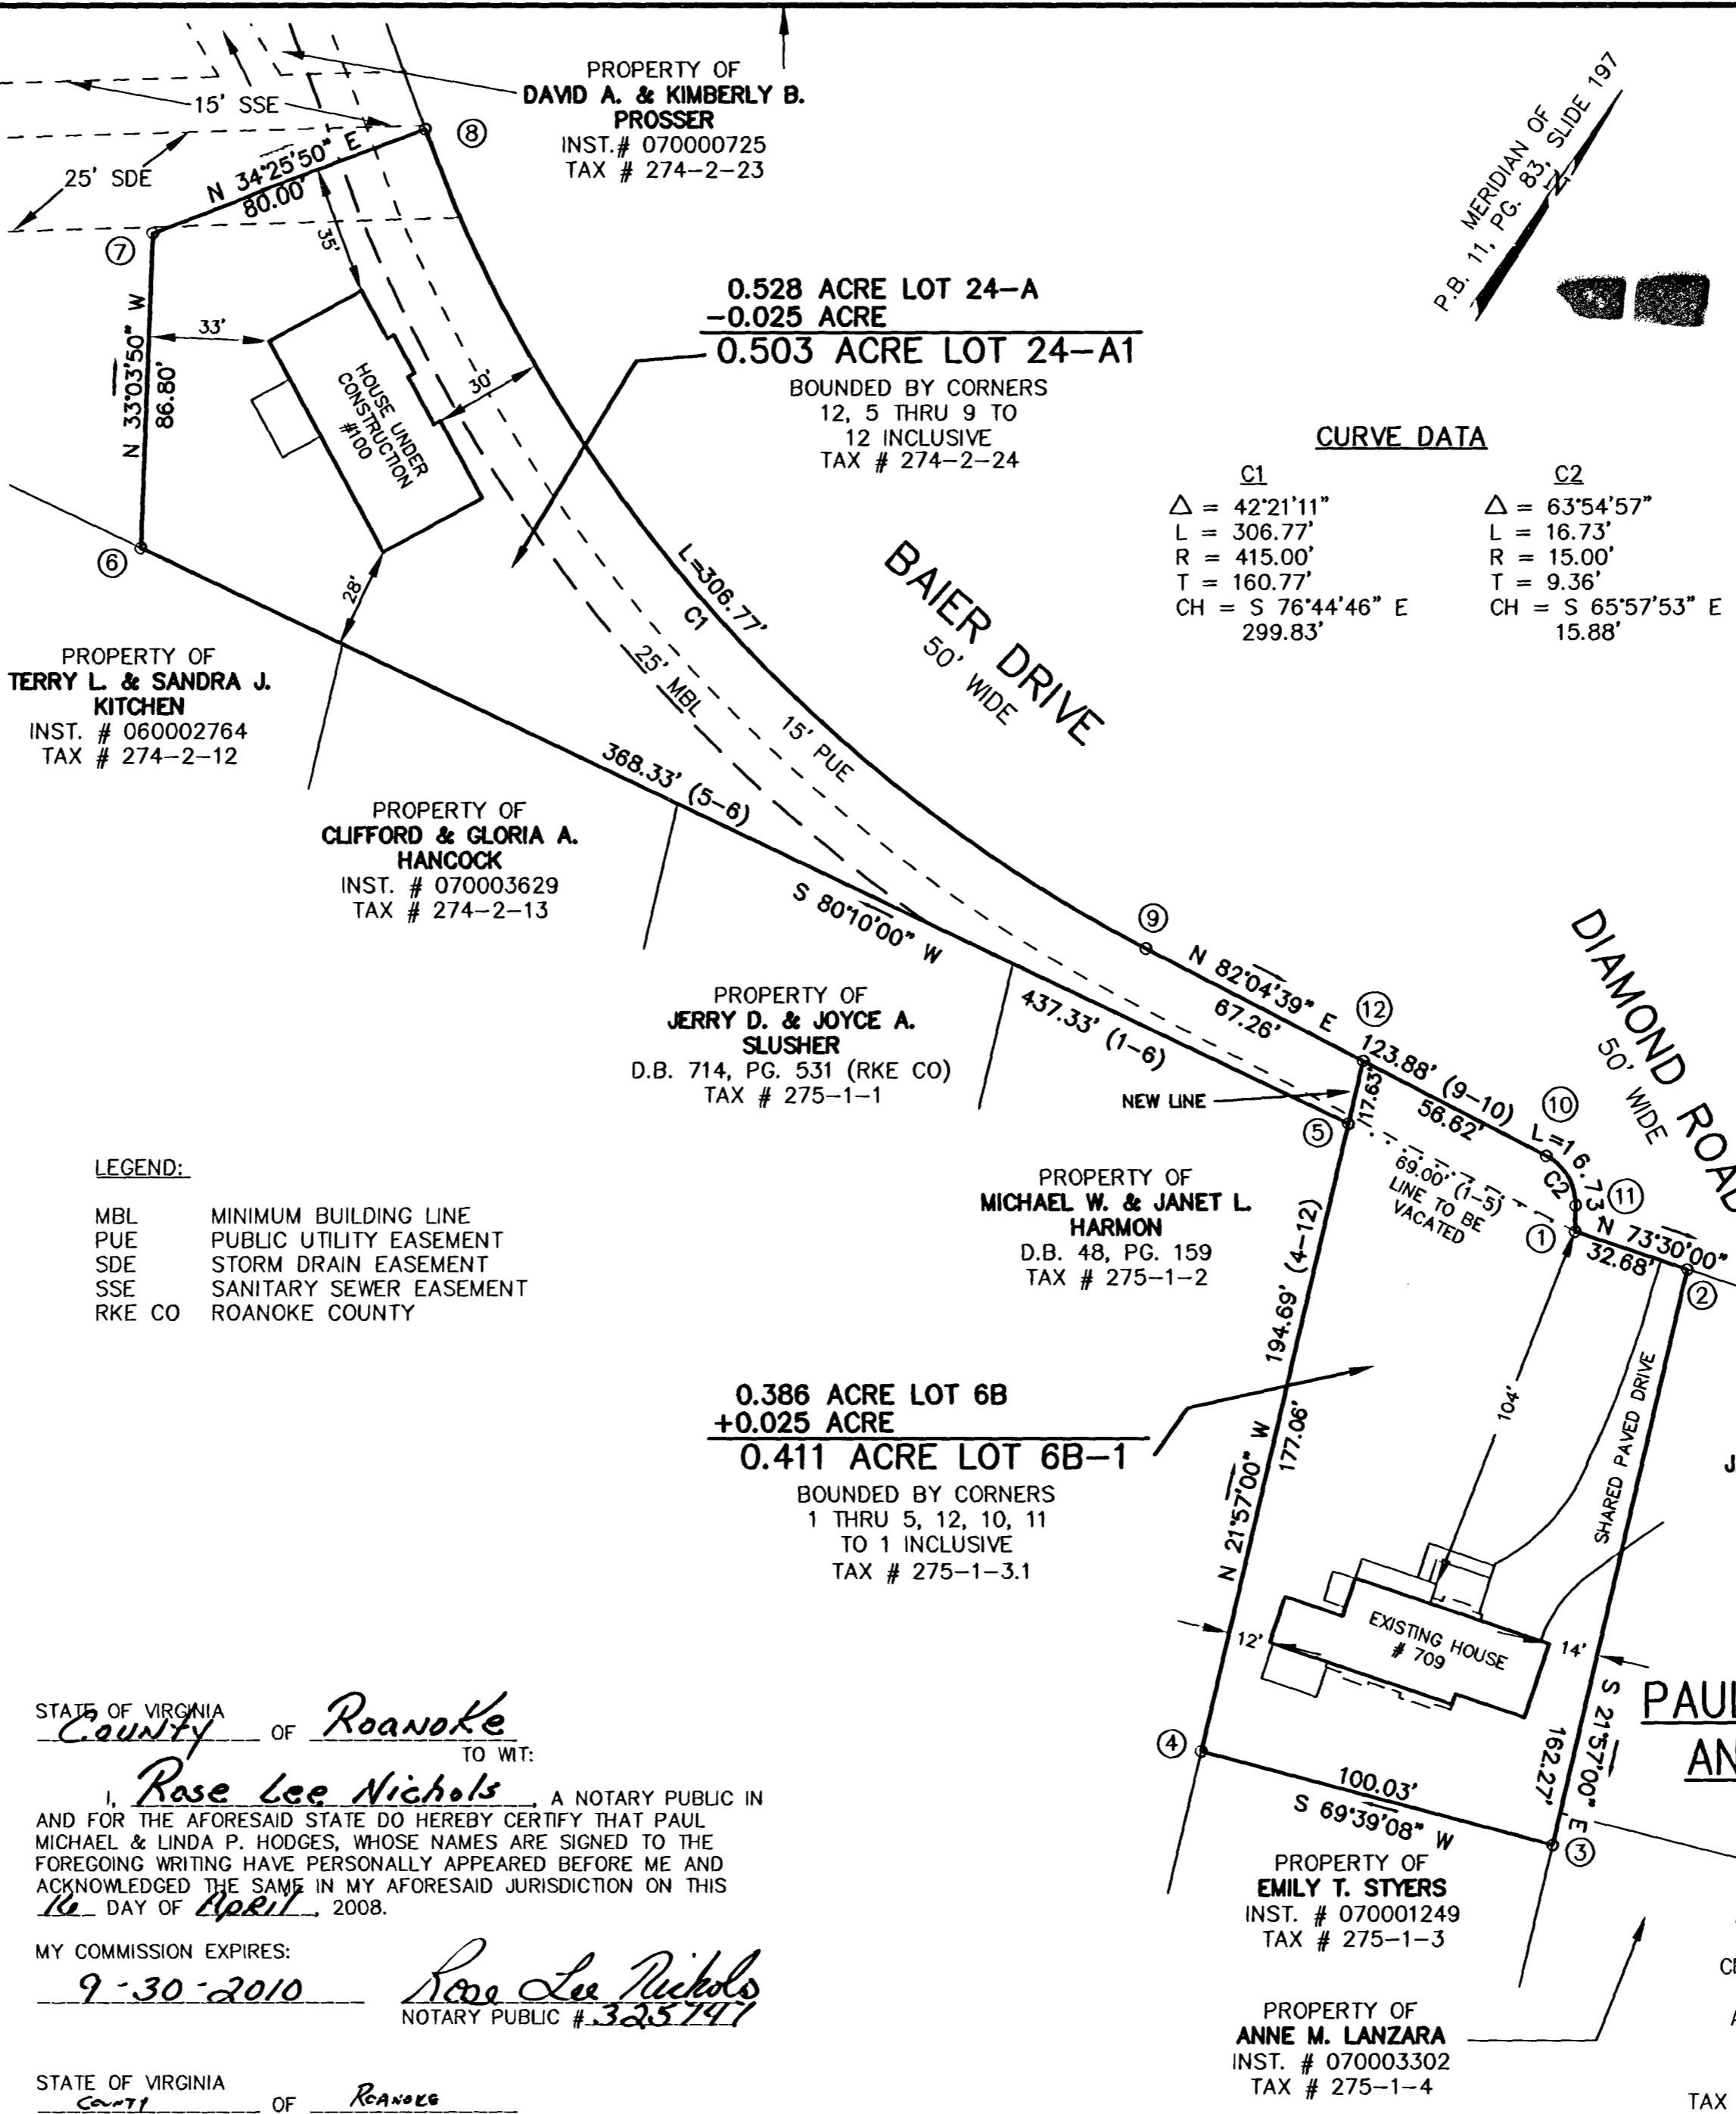 PROPERTY OF
DAVID A. & KIMBERLY B.
PROSSER
INST.# 070000725
TAX # 274-2-23
15' SSE
25' SDE
⑧
N 34°25'50" E
80.00'
⑦
35'
33'
N 33°03'50" W
86.80'
HOUSE UNDER
CONSTRUCTION
#100
30'
28'
⑥
MERIDIAN OF
P.B. 11, PG. 83, SLIDE 197
N
0.528 ACRE LOT 24-A
-0.025 ACRE
0.503 ACRE LOT 24-A1
BOUNDED BY CORNERS
12, 5 THRU 9 TO
12 INCLUSIVE
TAX # 274-2-24
CURVE DATA
C1
Δ = 42°21'11"
L = 306.77'
R = 415.00'
T = 160.77'
CH = S 76°44'46" E
299.83'
C2
Δ = 63°54'57"
L = 16.73'
R = 15.00'
T = 9.36'
CH = S 65°57'53" E
15.88'
L=306.77'
C1
BAIER DRIVE
50' WIDE
25' MBL
15' PUE
PROPERTY OF
TERRY L. & SANDRA J.
KITCHEN
INST. # 060002764
TAX # 274-2-12
368.33' (5-6)
S 80°10'00" W
437.33' (1-6)
PROPERTY OF
CLIFFORD & GLORIA A.
HANCOCK
INST. # 070003629
TAX # 274-2-13
PROPERTY OF
JERRY D. & JOYCE A.
SLUSHER
D.B. 714, PG. 531 (RKE CO)
TAX # 275-1-1
⑨
N 82°04'39" E
67.26'
⑫
123.88' (9-10)
56.62'
17.63'
NEW LINE
⑤
⑩
L=16.73'
C2
⑪
DIAMOND ROAD
50' WIDE
69.00' (1-5)
LINE TO BE
VACATED
①
N 73°30'00"
32.68'
②
PROPERTY OF
MICHAEL W. & JANET L.
HARMON
D.B. 48, PG. 159
TAX # 275-1-2
LEGEND:
MBL MINIMUM BUILDING LINE
PUE PUBLIC UTILITY EASEMENT
SDE STORM DRAIN EASEMENT
SSE SANITARY SEWER EASEMENT
RKE CO ROANOKE COUNTY
194.69' (4-12)
N 21°57'00" W
177.06'
104'
SHARED PAVED DRIVE
J
0.386 ACRE LOT 6B
+0.025 ACRE
0.411 ACRE LOT 6B-1
BOUNDED BY CORNERS
1 THRU 5, 12, 10, 11
TO 1 INCLUSIVE
TAX # 275-1-3.1
EXISTING HOUSE
# 709
12'
14'
S 21°57'00" E
162.27'
PAUL
AN
④
100.03'
S 69°39'08" W
③
STATE OF VIRGINIA
County OF Roanoke
TO WIT:
I, Rose Lee Nichols, A NOTARY PUBLIC IN
AND FOR THE AFORESAID STATE DO HEREBY CERTIFY THAT PAUL
MICHAEL & LINDA P. HODGES, WHOSE NAMES ARE SIGNED TO THE
FOREGOING WRITING HAVE PERSONALLY APPEARED BEFORE ME AND
ACKNOWLEDGED THE SAME IN MY AFORESAID JURISDICTION ON THIS
16 DAY OF April, 2008.
MY COMMISSION EXPIRES:
9-30-2010
Rose Lee Nichols
NOTARY PUBLIC # 325747
PROPERTY OF
EMILY T. STYERS
INST. # 070001249
TAX # 275-1-3
PROPERTY OF
ANNE M. LANZARA
INST. # 070003302
TAX # 275-1-4
STATE OF VIRGINIA
County OF Roanoke
TAX